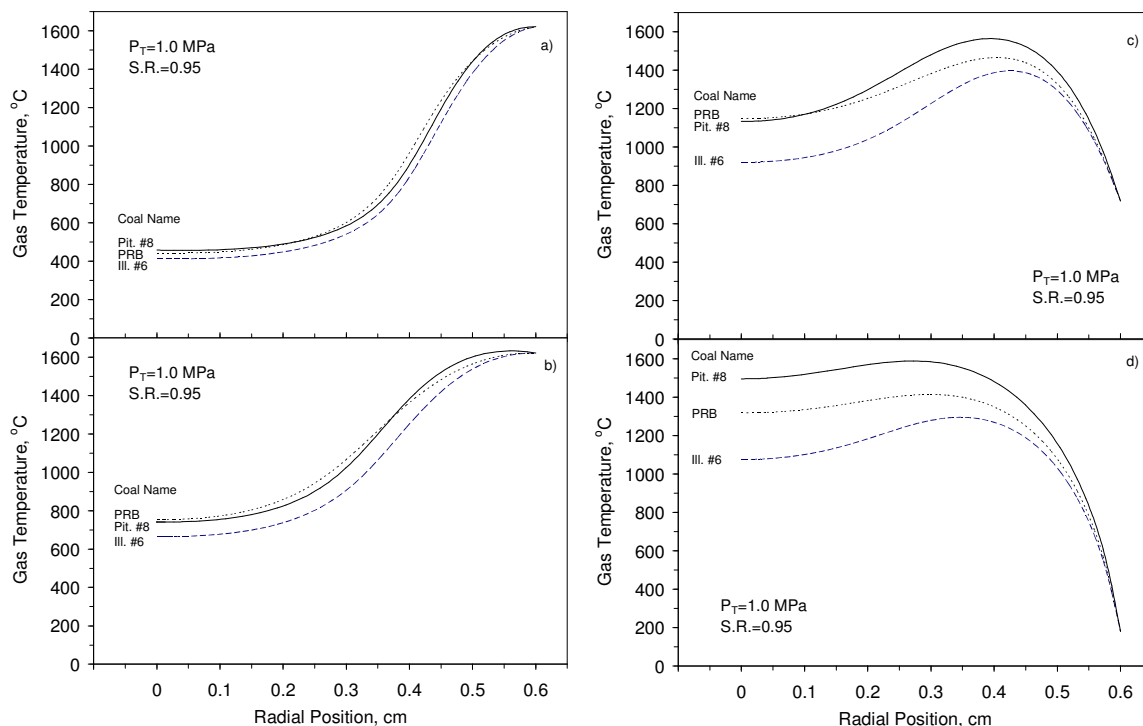 1600
1400
1200
1000
800
600
400
200
0
Gas Temperature, °C
P_T=1.0 MPa
S.R.=0.95
a)
Coal Name
Pit. #8
PRB
Ill. #6
1600
1400
1200
1000
800
600
400
200
0
Gas Temperature, °C
P_T=1.0 MPa
S.R.=0.95
b)
Coal Name
PRB
Pit. #8
Ill. #6
0 0.1 0.2 0.3 0.4 0.5 0.6
Radial Position, cm
1600
1400
1200
1000
800
600
400
200
0
Gas Temperature, °C
c)
Coal Name
PRB
Pit. #8
Ill. #6
P_T=1.0 MPa
S.R.=0.95
1600
1400
1200
1000
800
600
400
200
0
Gas Temperature, °C
d)
Coal Name
Pit. #8
PRB
Ill. #6
P_T=1.0 MPa
S.R.=0.95
0 0.1 0.2 0.3 0.4 0.5 0.6
Radial Position, cm